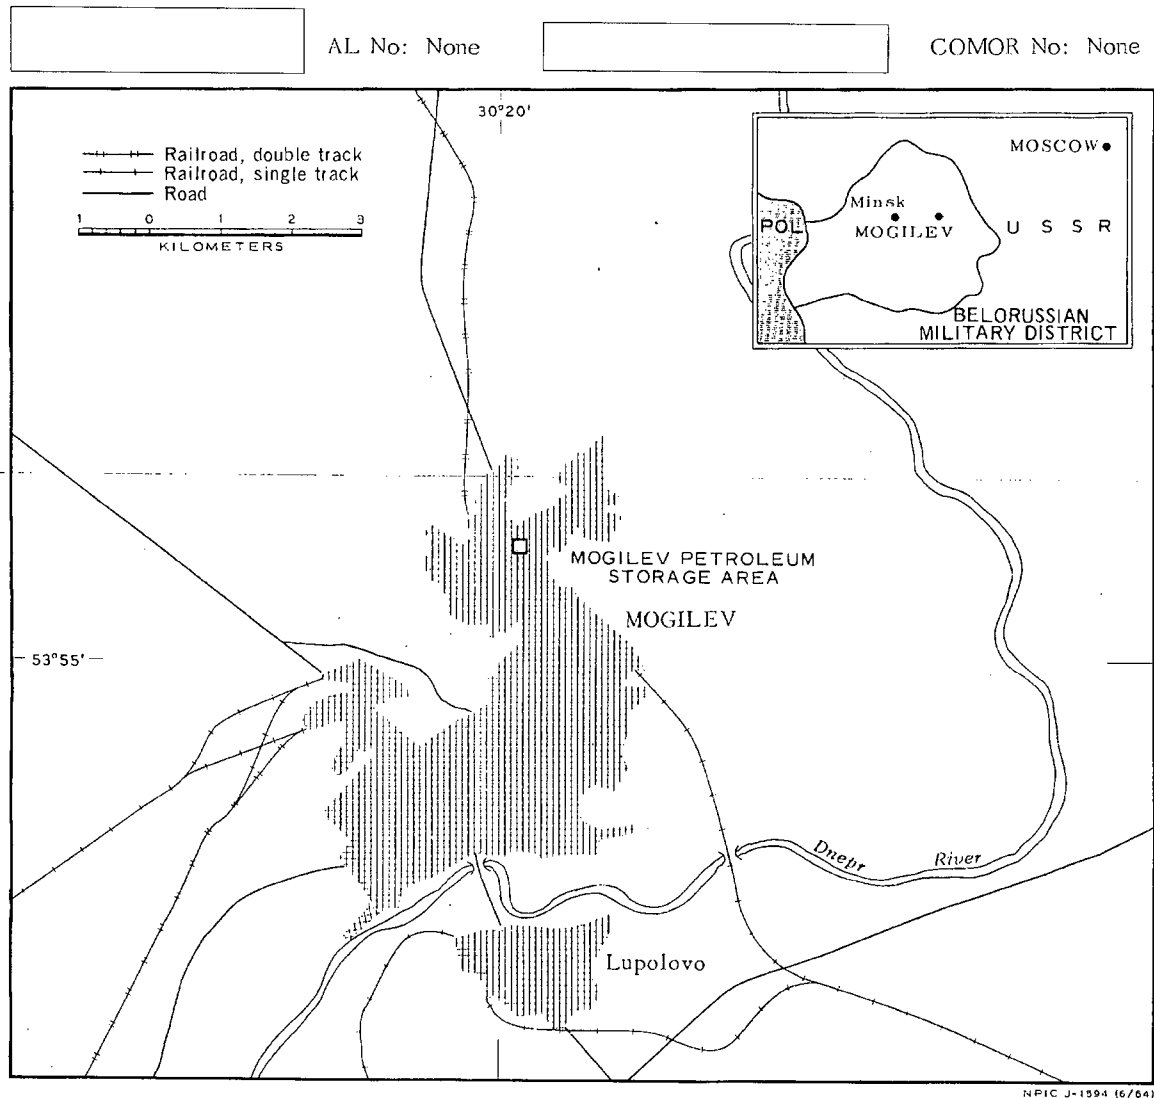 AL No: None
COMOR No: None
30°20'
Railroad, double track
Railroad, single track
Road
1 0 1 2 3
KILOMETERS
MOSCOW
Minsk
POL
MOGILEV
U S S R
BELORUSSIAN
MILITARY DISTRICT
MOGILEV PETROLEUM
STORAGE AREA
MOGILEV
53°55'
Dnepr River
Lupolovo
NPIC J-1594 (6/64)